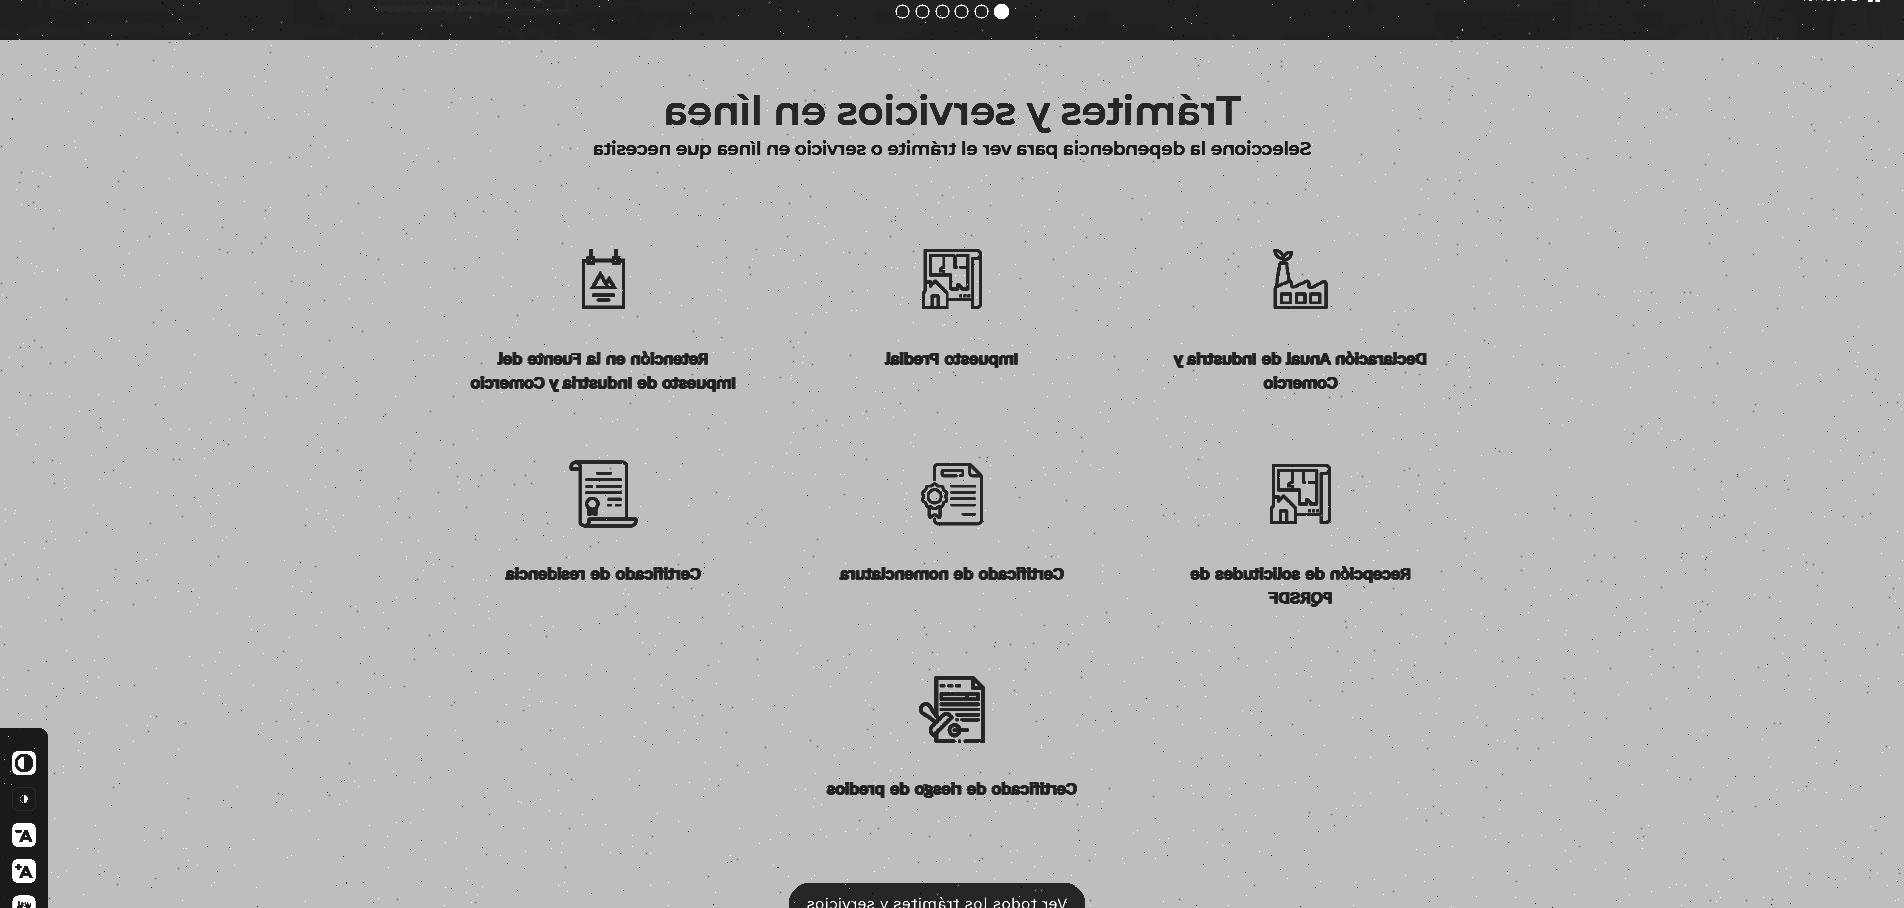 Trámites y servicios en línea
Seleccione la dependencia para ver el trámite o servicio en línea que necesita
Declaración Anual de Industria y
Comercio
Impuesto Predial
Retención en la Fuente del
Impuesto de Industria y Comercio
Recepción de solicitudes de
PQRSDF
Certificado de nomenclatura
Certificado de residencia
Certificado de riesgo de predios
A-
A+
Ver todos los trámites y servicios